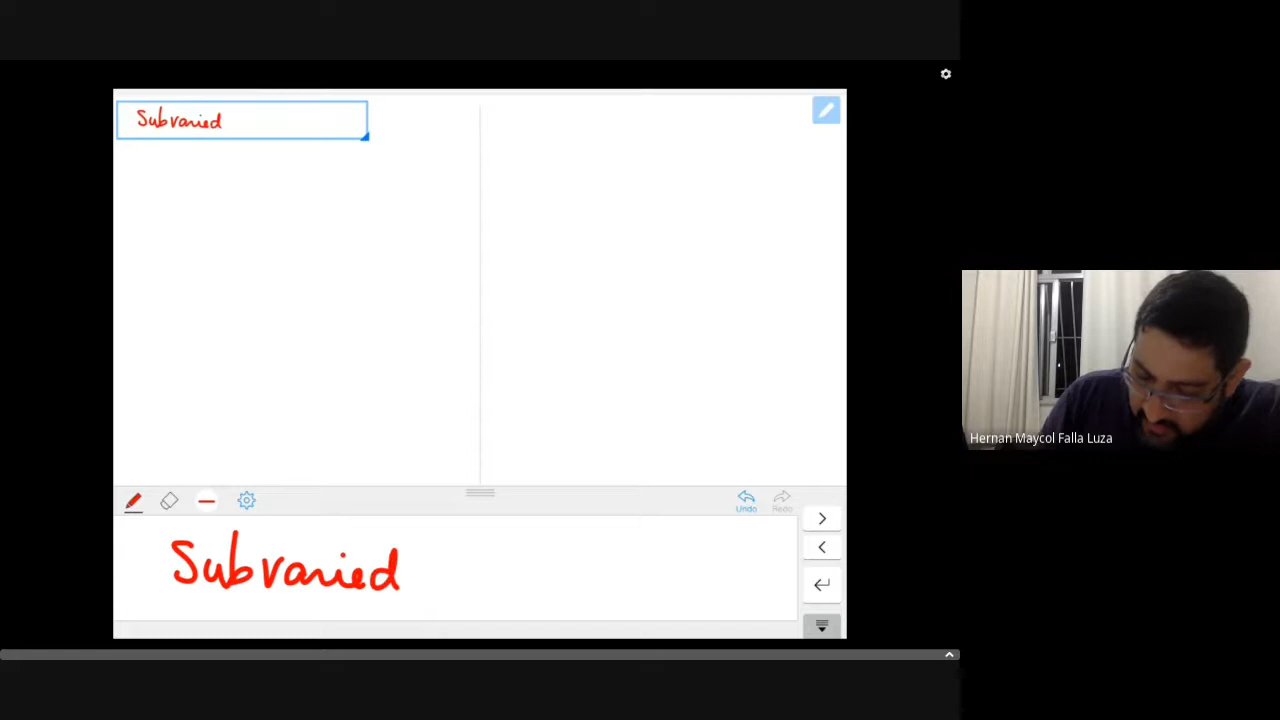 Subvaried
Hernan Maycol Falla Luza
Undo
Redo
Subvaried